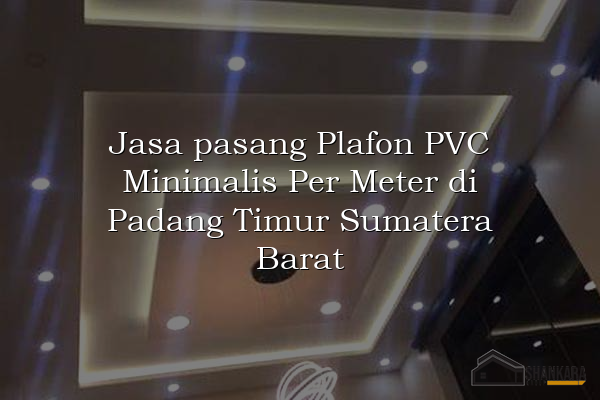 Jasa pasang Plafon PVC
Minimalis Per Meter di
Padang Timur Sumatera
Barat
SHANKARA